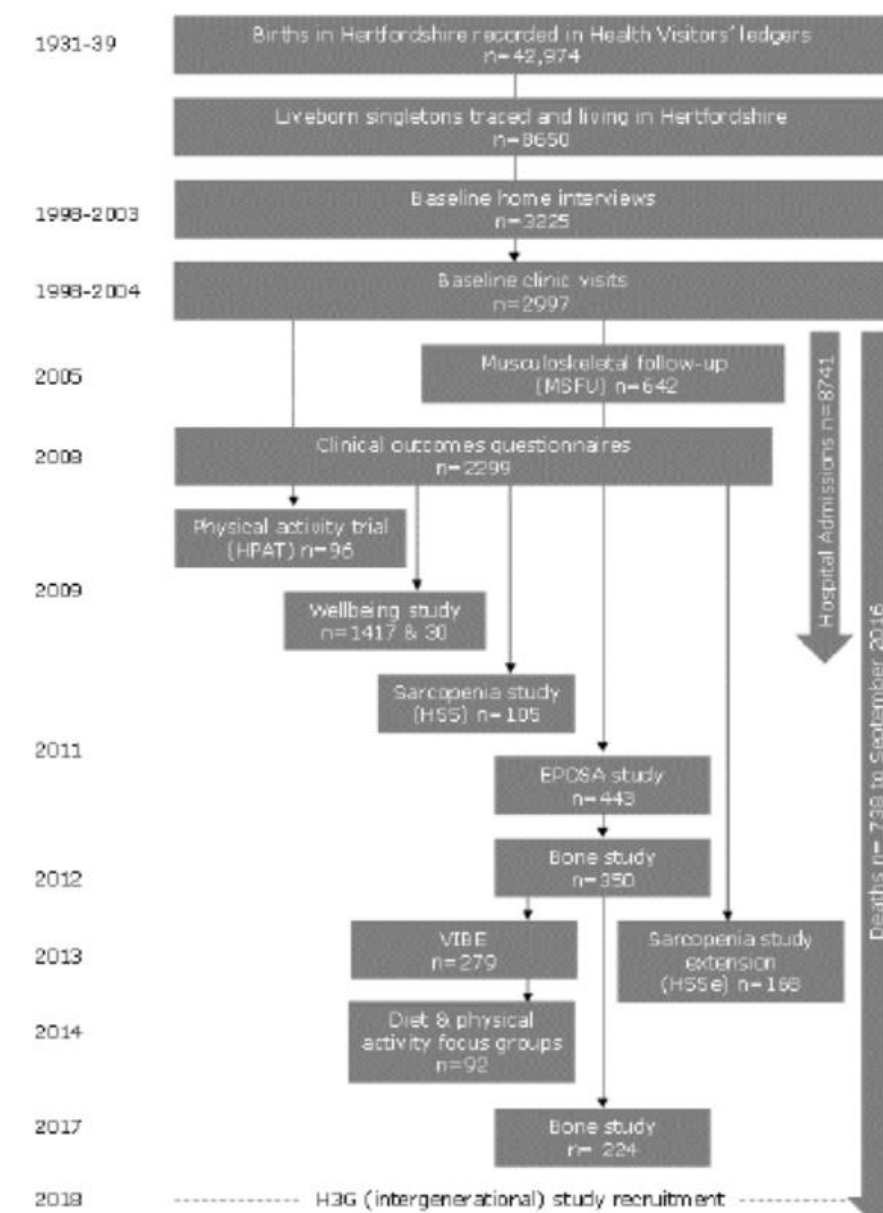 1931-39
Births in Hertfordshire recorded in Health Visitors' ledgers
n=42,974
Liveborn singletons traced and living in Hertfordshire
n=8650
1998-2003
Baseline home interviews
n=3225
1998-2004
Baseline clinic visits
n=2997
2005
Musculoskeletal follow-up
(MSFU) n=642
2008
Clinical outcomes questionnaires
n=2299
Physical activity trial
(HPAT) n=96
2009
Wellbeing study
n=1417 & 30
Sarcopenia study
(HSS) n=105
2011
EPOSA study
n=443
Bone study
n=350
2012
2013
VIBE
n=279
Sarcopenia study
extension
(HSSe) n=168
2014
Diet & physical
activity focus groups
n=92
2017
Bone study
n= 224
2018
H3G (intergenerational) study recruitment
Hospital Admissions n=8741
Deaths n= 738 to September 2016